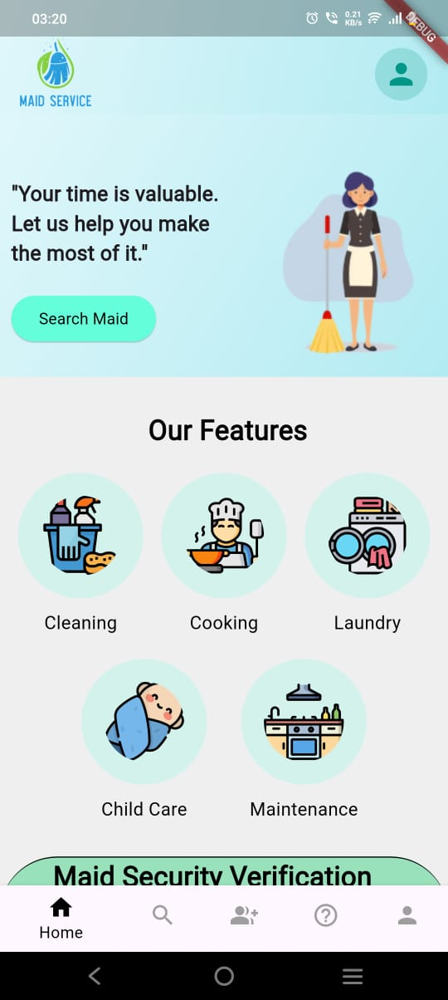 03:20
0.21
KB/s
DEBUG
MAID SERVICE
"Your time is valuable.
Let us help you make
the most of it."
Search Maid
Our Features
Cleaning
Cooking
Laundry
Child Care
Maintenance
Maid Security Verification
Home